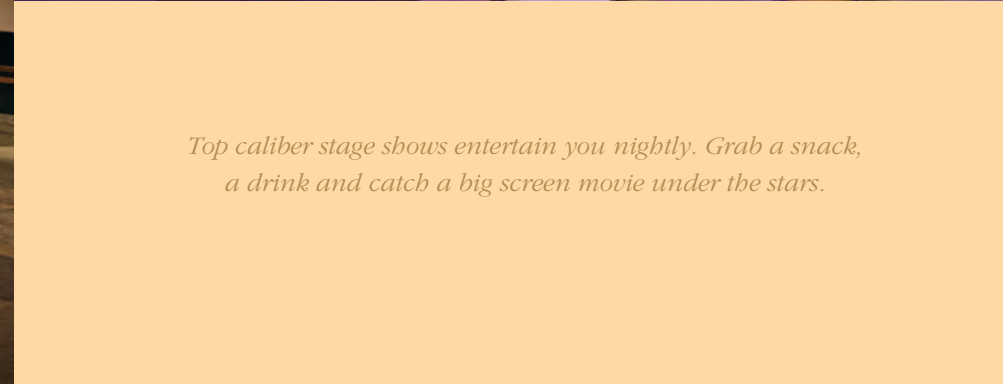 Top caliber stage shows entertain you nightly. Grab a snack,
a drink and catch a big screen movie under the stars.